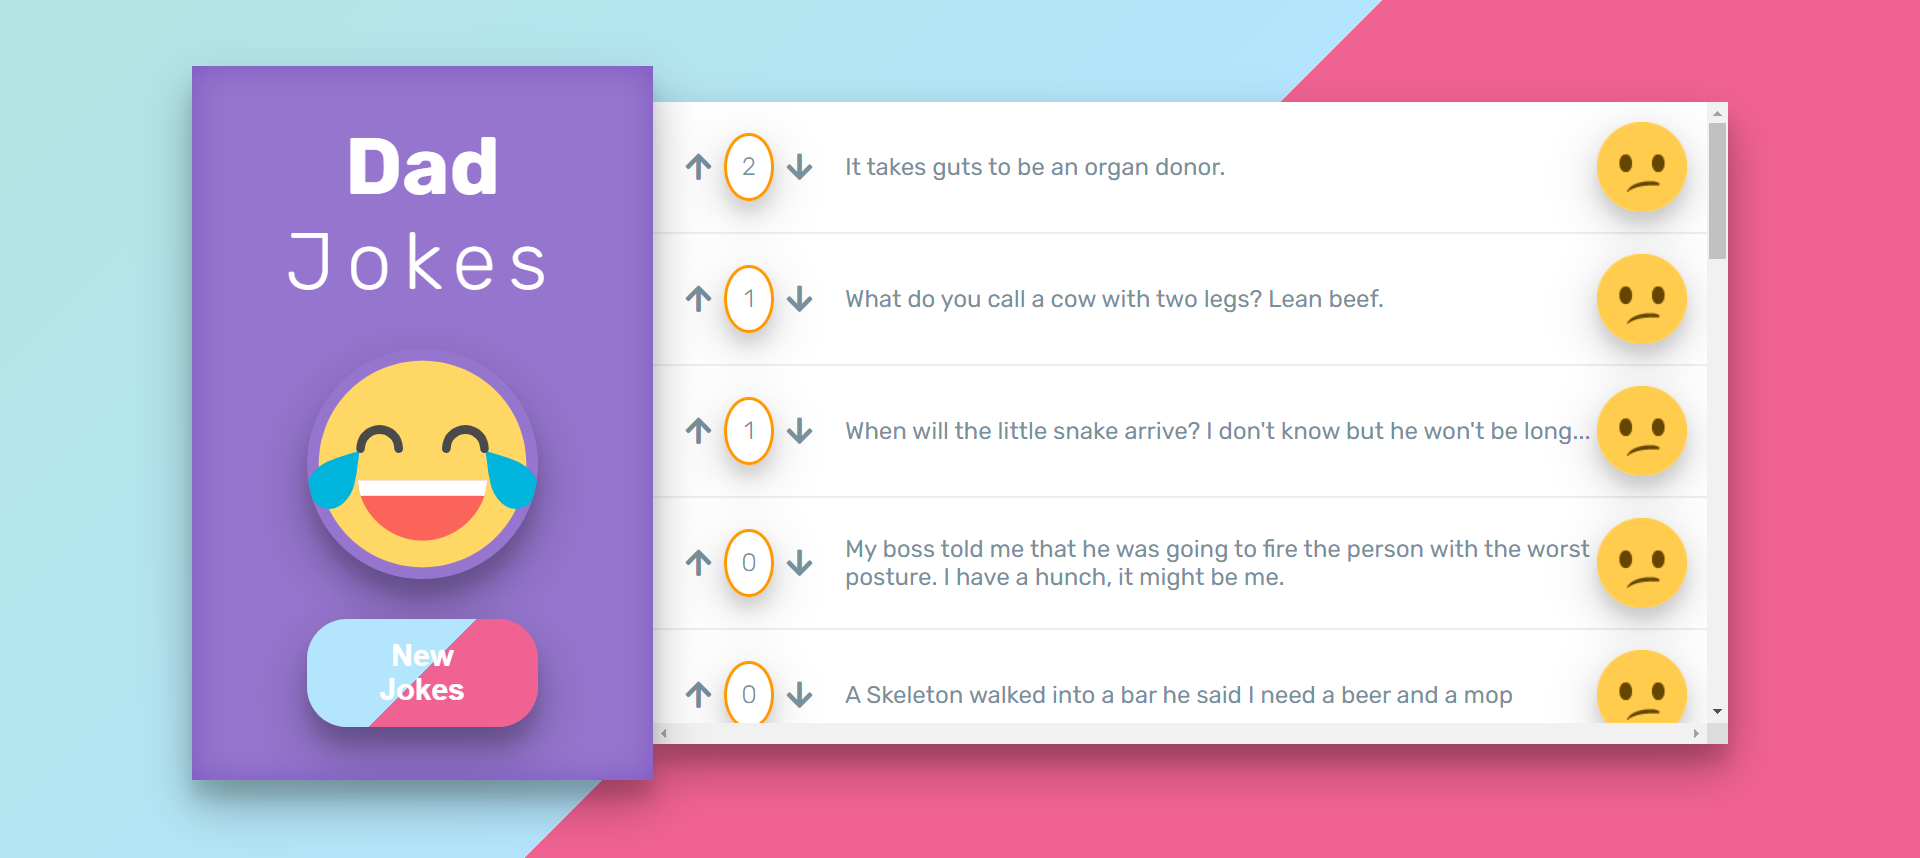 Dad
Jokes
New
Jokes
2 It takes guts to be an organ donor.
1 What do you call a cow with two legs? Lean beef.
1 When will the little snake arrive? I don't know but he won't be long...
0 My boss told me that he was going to fire the person with the worst
posture. I have a hunch, it might be me.
0 A Skeleton walked into a bar he said I need a beer and a mop